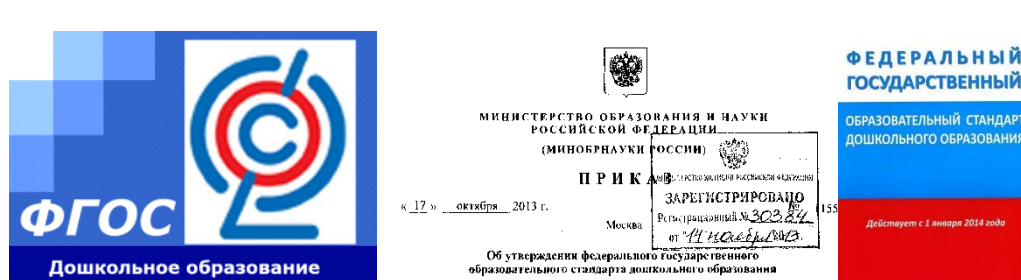 ФГОС
Дошкольное образование
МИНИСТЕРСТВО ОБРАЗОВАНИЯ И НАУКИ
РОССИЙСКОЙ ФЕДЕРАЦИИ
(МИНОБРНАУКИ РОССИИ)
ПРИКАЗ
« 17 » октября 2013 г.
Москва
№ 1155
ЗАРЕГИСТРИРОВАНО
Регистрационный № 30384
от "14 ноября 2013.
Об утверждении федерального государственного
образовательного стандарта дошкольного образования
ФЕДЕРАЛЬНЫЙ
ГОСУДАРСТВЕННЫЙ
ОБРАЗОВАТЕЛЬНЫЙ СТАНДАРТ
ДОШКОЛЬНОГО ОБРАЗОВАНИЯ
Действует с 1 января 2014 года